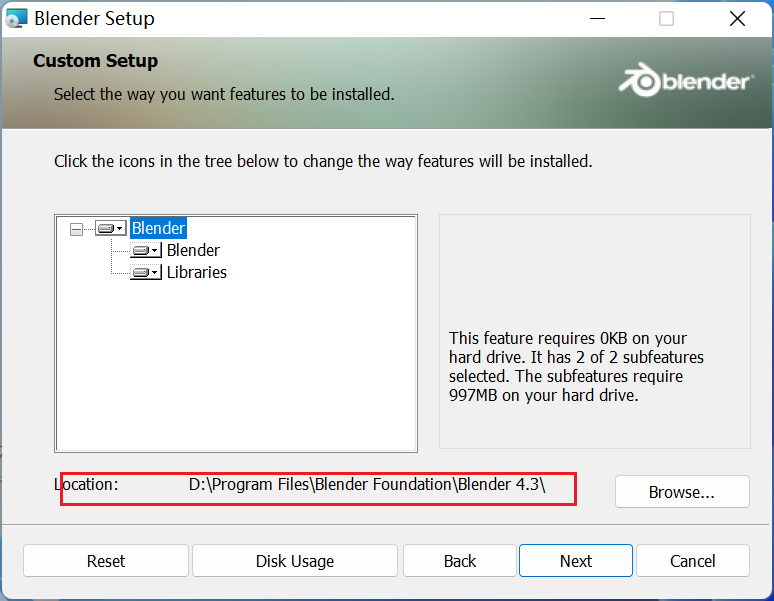 Blender Setup
Custom Setup
Select the way you want features to be installed.
blender
Click the icons in the tree below to change the way features will be installed.
Blender
Blender
Libraries
This feature requires 0KB on your
hard drive. It has 2 of 2 subfeatures
selected. The subfeatures require
997MB on your hard drive.
Location: D:\Program Files\Blender Foundation\Blender 4.3\
Browse...
Reset Disk Usage Back Next Cancel